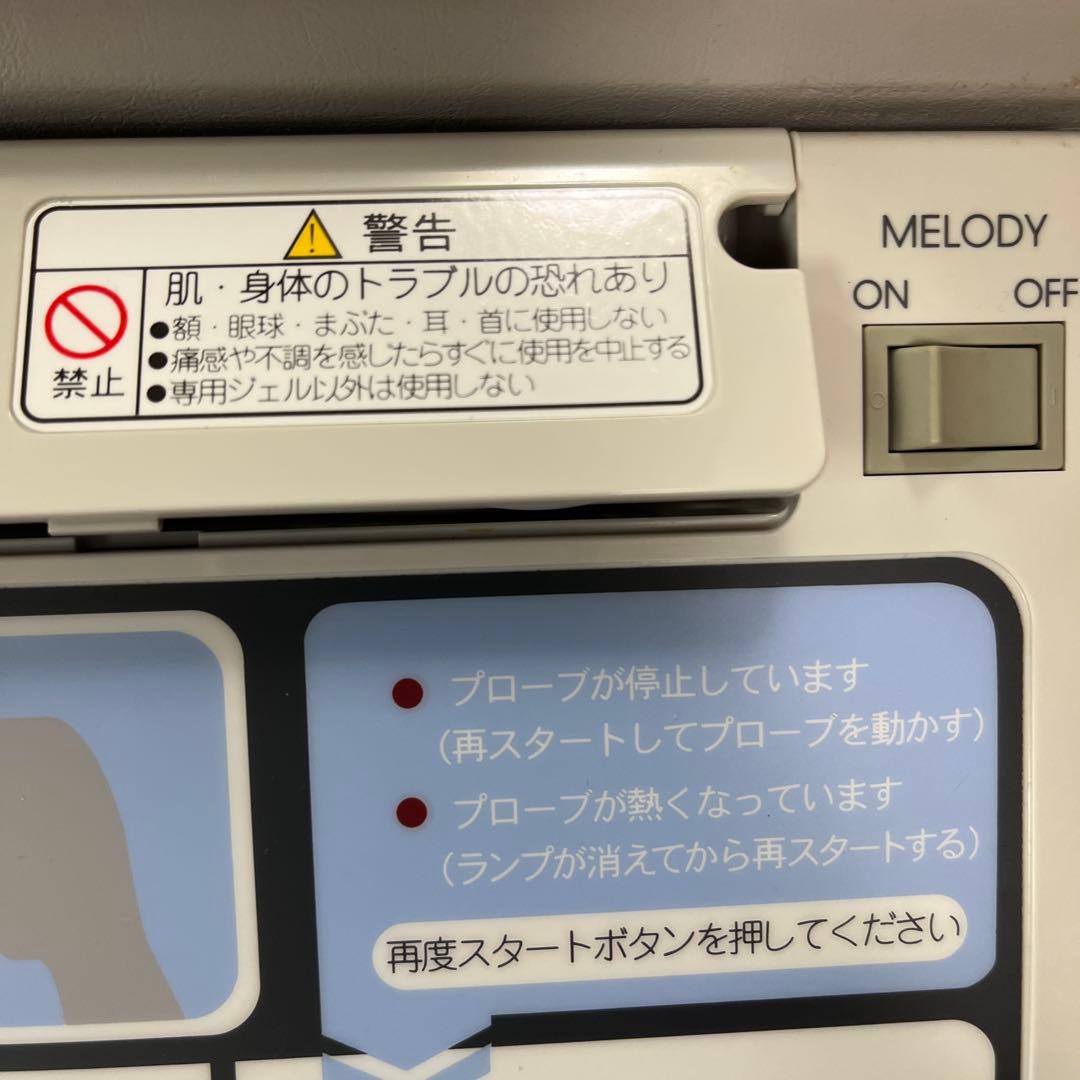 警告
禁止
肌・身体のトラブルの恐れあり
●額・眼球・まぶた・耳・首に使用しない
●痛感や不調を感したらすぐに使用を中止する
●専用ジェル以外は使用しない
MELODY
ON OFF
プローブが停止しています
(再スタートしてプローブを動かす)
プローブが熱くなっています
(ランプが消えてから再スタートする)
再度スタートボタンを押してください